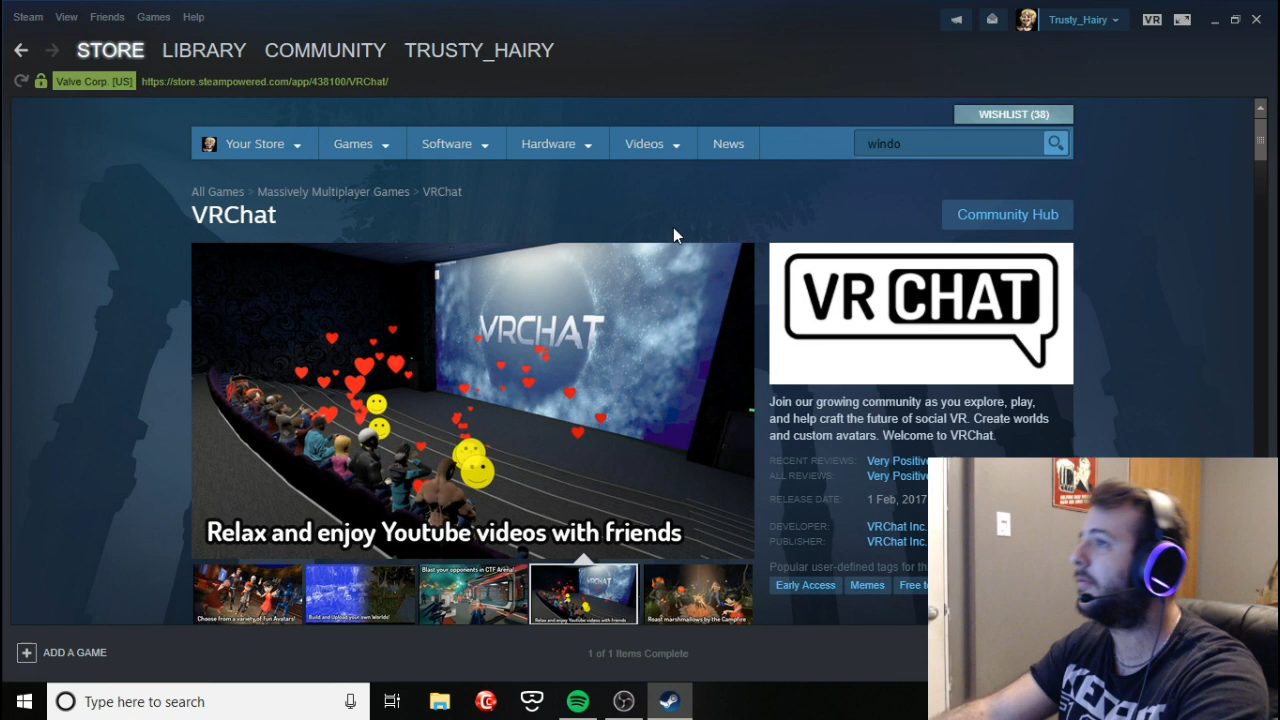 Steam View Friends Games Help
Trusty_Hairy
VR
STORE LIBRARY COMMUNITY TRUSTY_HAIRY
Valve Corp. [US] https://store.steampowered.com/app/438100/VRChat/
WISHLIST (38)
Your Store Games Software Hardware Videos News windo
All Games > Massively Multiplayer Games > VRChat
VRChat
Community Hub
VRCHAT
VR CHAT
Relax and enjoy Youtube videos with friends
Join our growing community as you explore, play,
and help craft the future of social VR. Create worlds
and custom avatars. Welcome to VRChat.
RECENT REVIEWS: Very Positive
ALL REVIEWS: Very Positive
RELEASE DATE: 1 Feb, 2017
DEVELOPER: VRChat Inc.
PUBLISHER: VRChat Inc.
Popular user-defined tags for th
Early Access Memes Free t
Blast your opponents in CTF Arena!
Choose from a variety of fun Avatars!
Build and Upload your own Worlds!
Relax and enjoy Youtube videos with friends
Roast marshmallows by the Campfire
ADD A GAME
1 of 1 Items Complete
Type here to search